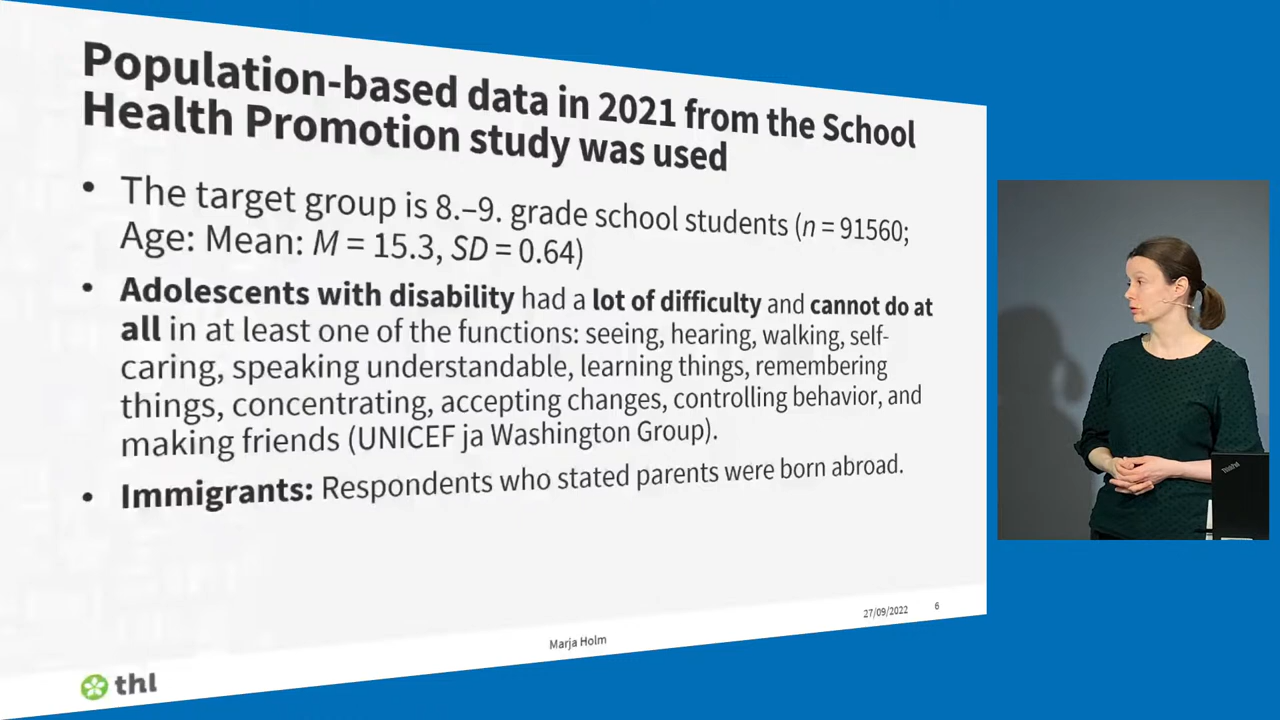 Population-based data in 2021 from the School
Health Promotion study was used
• The target group is 8.–9. grade school students (n = 91560;
Age: Mean: M = 15.3, SD = 0.64)
• Adolescents with disability had a lot of difficulty and cannot do at
all in at least one of the functions: seeing, hearing, walking, self-
caring, speaking understandable, learning things, remembering
things, concentrating, accepting changes, controlling behavior, and
making friends (UNICEF ja Washington Group).
• Immigrants: Respondents who stated parents were born abroad.
27/09/2022 6
Marja Holm
thl
ThinkPad